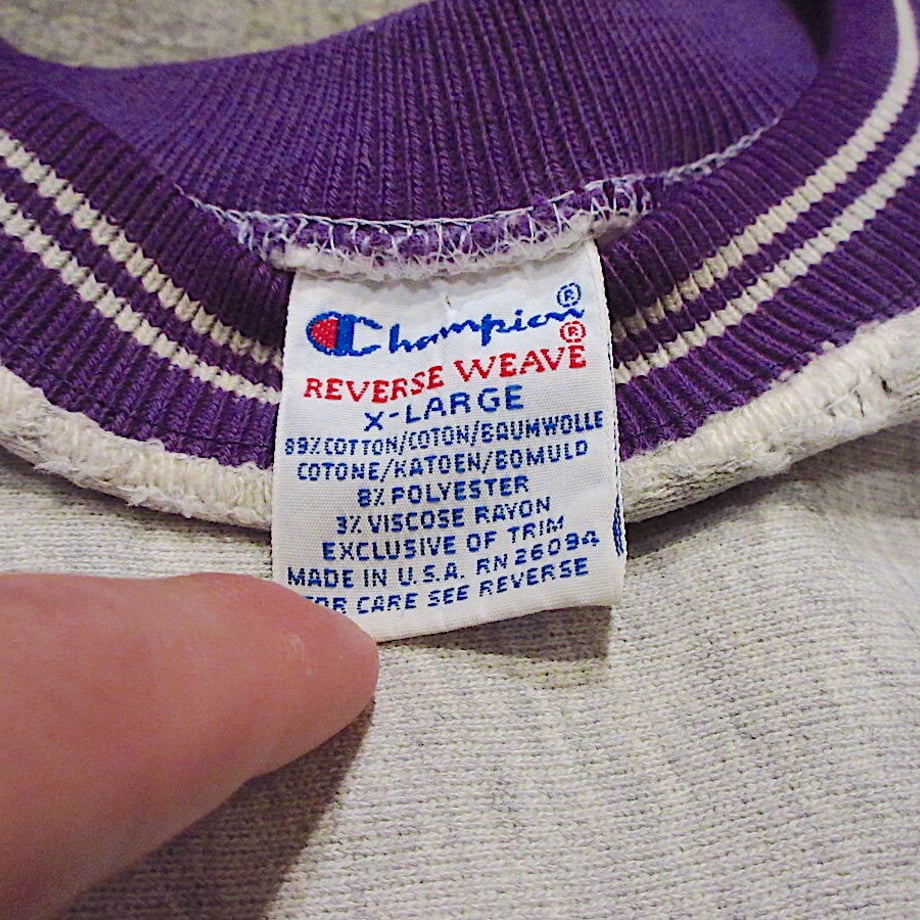 Champion®
REVERSE WEAVE®
X-LARGE
89% COTTON/COTON/BAUMWOLLE
COTONE/KATOEN/BOMULD
8% POLYESTER
3% VISCOSE RAYON
EXCLUSIVE OF TRIM
MADE IN U.S.A. RN 26094
CARE SEE REVERSE